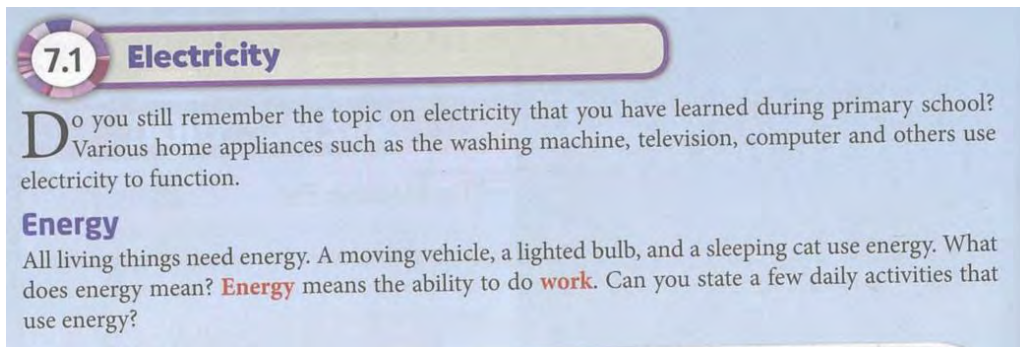 7.1 Electricity
Do you still remember the topic on electricity that you have learned during primary school?
Various home appliances such as the washing machine, television, computer and others use
electricity to function.
Energy
All living things need energy. A moving vehicle, a lighted bulb, and a sleeping cat use energy. What
does energy mean? Energy means the ability to do work. Can you state a few daily activities that
use energy?